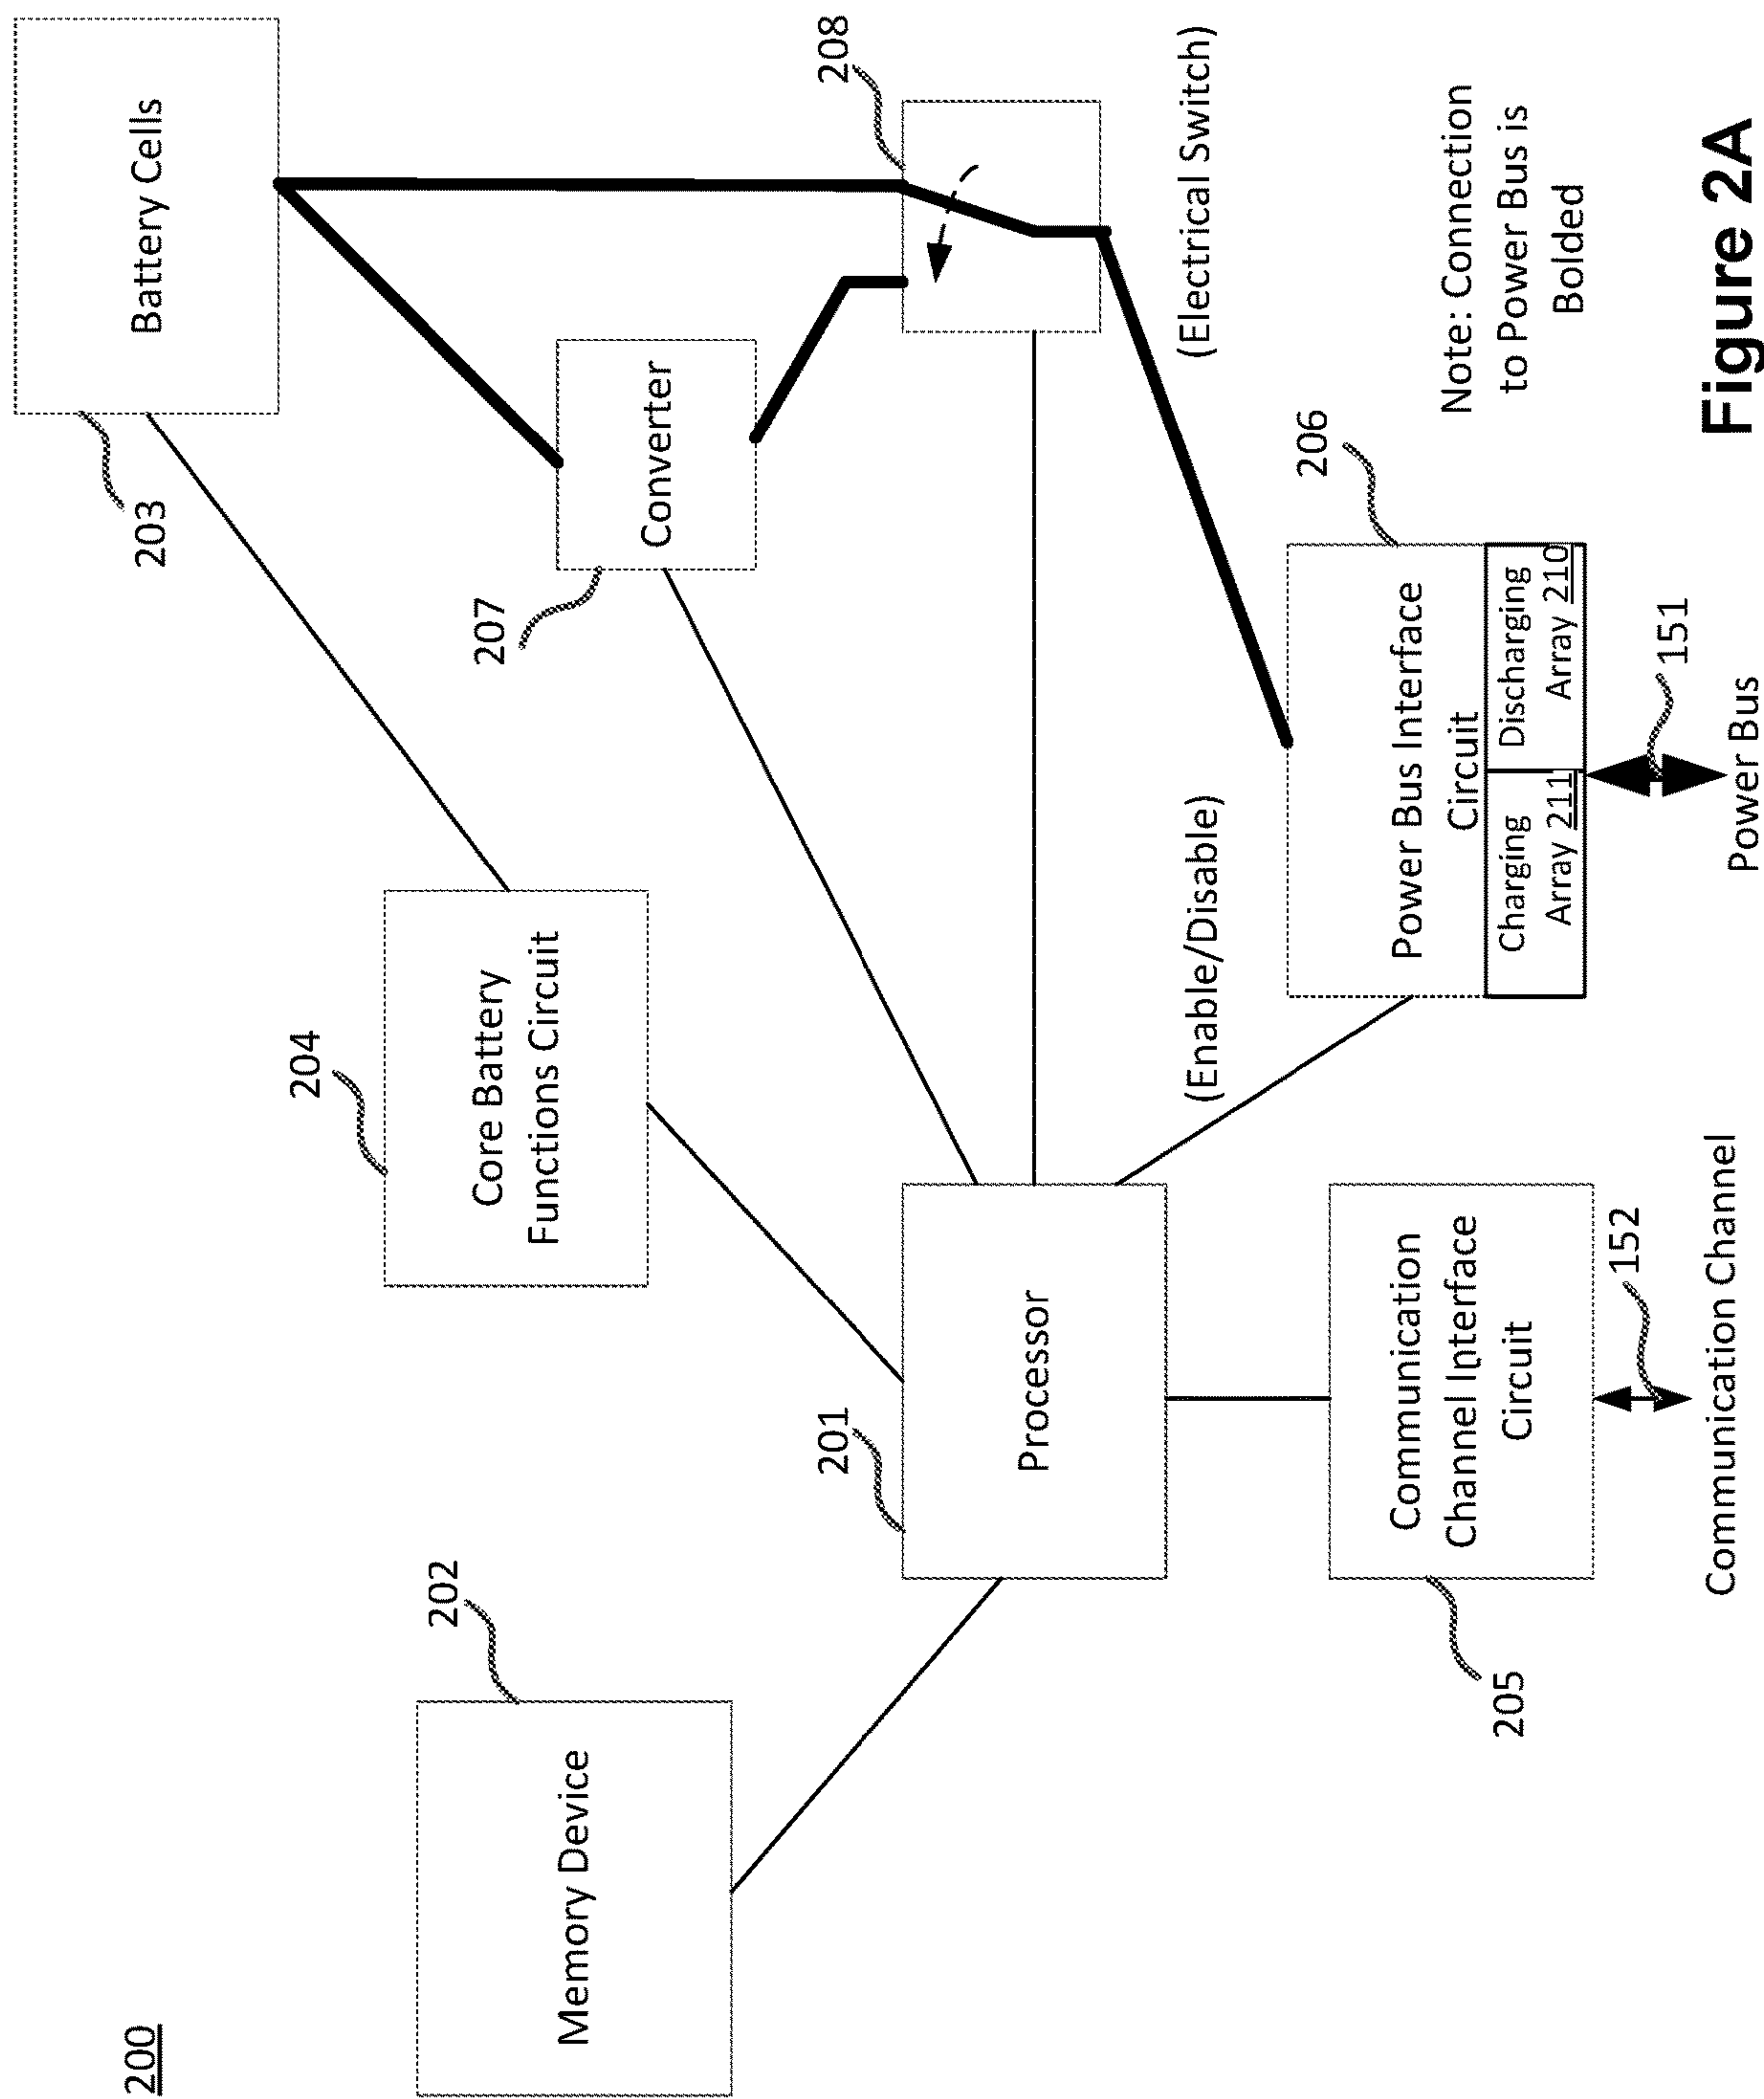 200
202
Memory Device
204
Core Battery
Functions Circuit
203
Battery Cells
207
Converter
201
Processor
208
(Electrical Switch)
205
Communication
Channel Interface
Circuit
152
Communication Channel
(Enable/Disable)
206
Power Bus Interface
Circuit
Charging
Array 211
Discharging
Array 210
151
Power Bus
Note: Connection
to Power Bus is
Bolded
Figure 2A